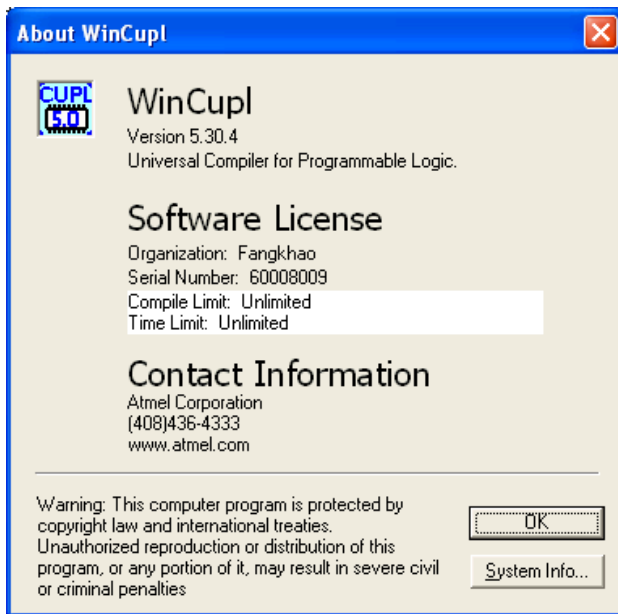 About WinCupl
CUPL
5.0
WinCupl
Version 5.30.4
Universal Compiler for Programmable Logic.
Software License
Organization: Fangkhao
Serial Number: 60008009
Compile Limit: Unlimited
Time Limit: Unlimited
Contact Information
Atmel Corporation
(408)436-4333
www.atmel.com
Warning: This computer program is protected by
copyright law and international treaties.
Unauthorized reproduction or distribution of this
program, or any portion of it, may result in severe civil
or criminal penalties
OK
System Info...